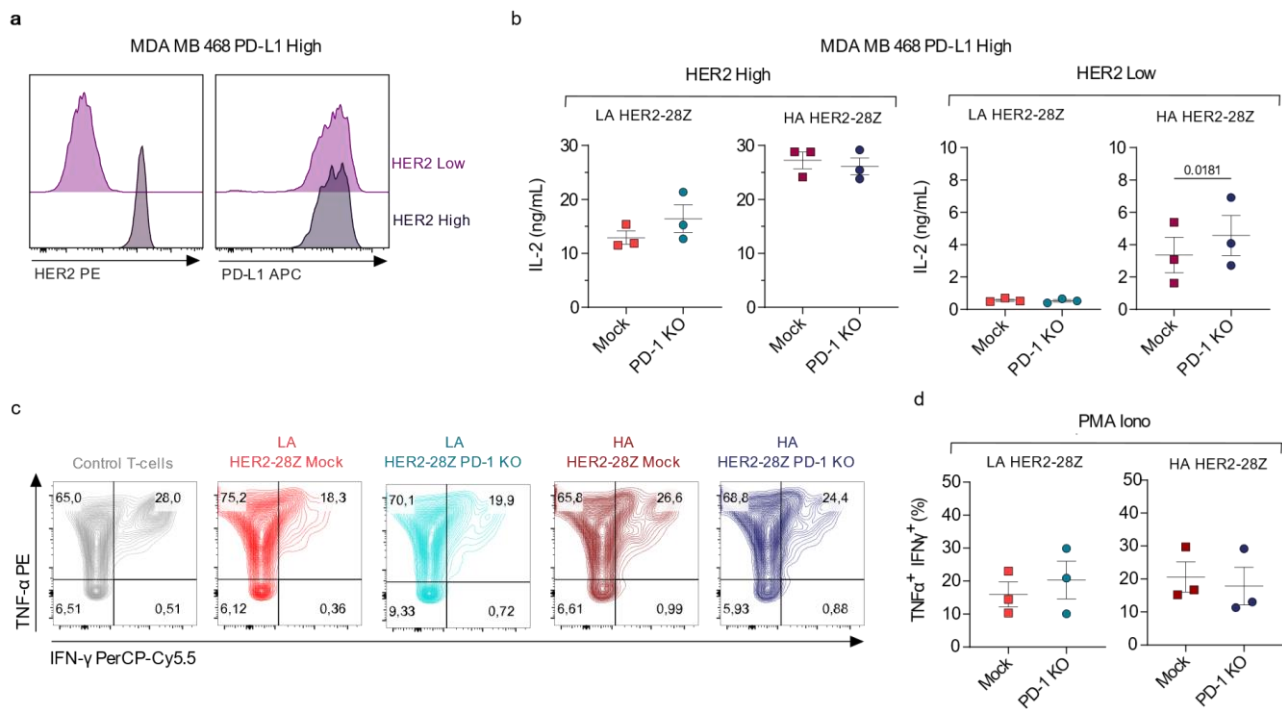 a
MDA MB 468 PD-L1 High
HER2 Low
HER2 High
HER2 PE
PD-L1 APC
b
MDA MB 468 PD-L1 High
HER2 High
HER2 Low
LA HER2-28Z
HA HER2-28Z
LA HER2-28Z
HA HER2-28Z
IL-2 (ng/mL)
30
20
10
0
Mock
PD-1 KO
30
20
10
0
Mock
PD-1 KO
IL-2 (ng/mL)
10
8
6
4
2
0
Mock
PD-1 KO
10
8
6
4
2
0
0.0181
Mock
PD-1 KO
c
Control T-cells
LA
HER2-28Z Mock
LA
HER2-28Z PD-1 KO
HA
HER2-28Z Mock
HA
HER2-28Z PD-1 KO
TNF-α PE
65,0 28,0
6,51 0,51
75,2 18,3
6,12 0,36
70,1 19,9
9,33 0,72
65,8 26,6
6,61 0,99
68,8 24,4
5,93 0,88
IFN-γ PerCP-Cy5.5
d
PMA Iono
LA HER2-28Z
HA HER2-28Z
TNFα+ IFNγ+ (%)
50
40
30
20
10
0
Mock
PD-1 KO
50
40
30
20
10
0
Mock
PD-1 KO